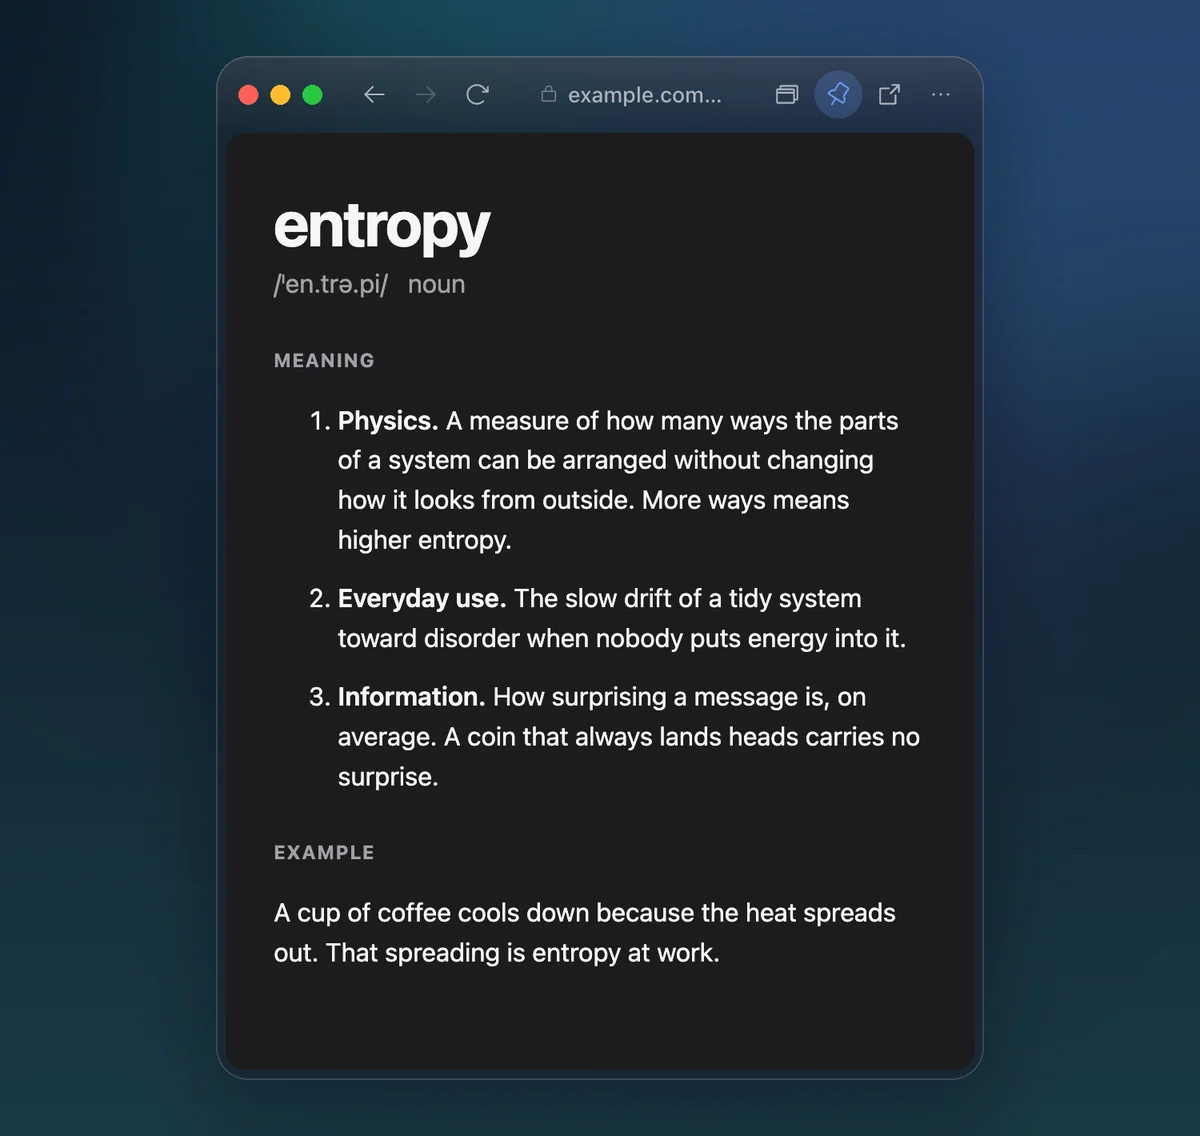 example.com...
entropy
/'en.trə.pi/ noun
MEANING
1. Physics. A measure of how many ways the parts
of a system can be arranged without changing
how it looks from outside. More ways means
higher entropy.
2. Everyday use. The slow drift of a tidy system
toward disorder when nobody puts energy into it.
3. Information. How surprising a message is, on
average. A coin that always lands heads carries no
surprise.
EXAMPLE
A cup of coffee cools down because the heat spreads
out. That spreading is entropy at work.